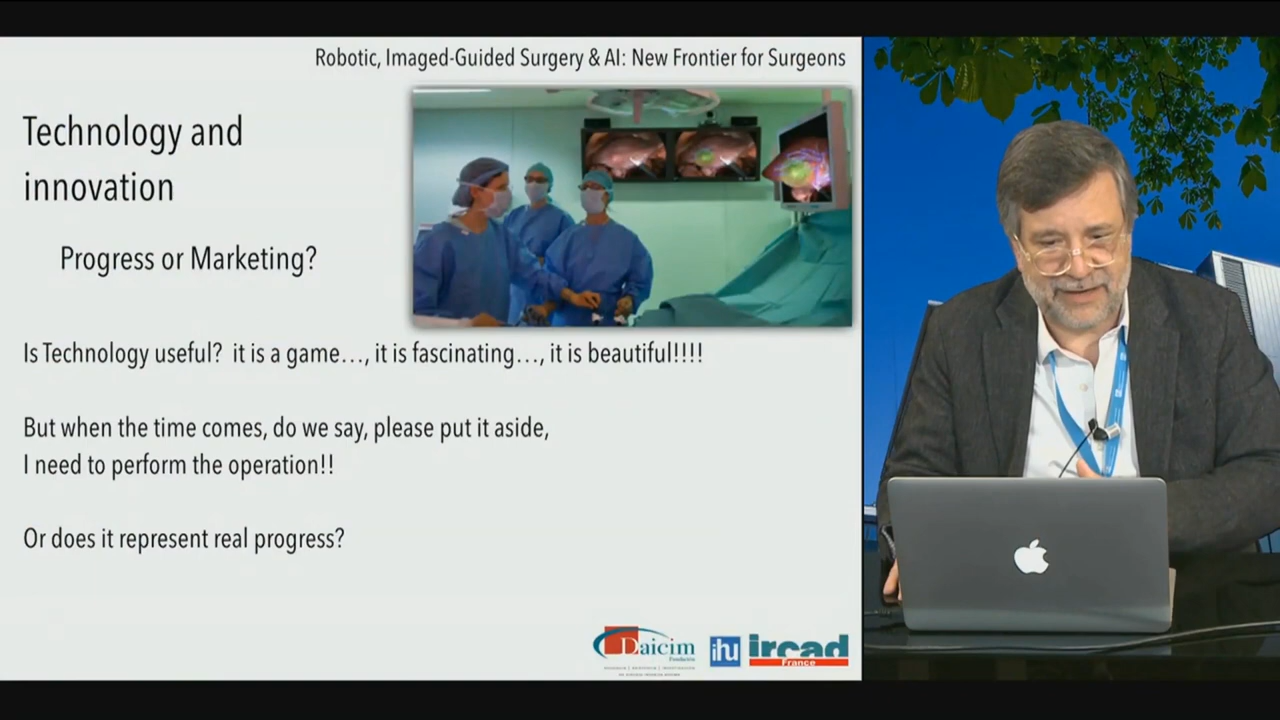 Robotic, Imaged-Guided Surgery & AI: New Frontier for Surgeons
Technology and
innovation
Progress or Marketing?
Is Technology useful? it is a game..., it is fascinating..., it is beautiful!!!!
But when the time comes, do we say, please put it aside,
I need to perform the operation!!
Or does it represent real progress?
Daicim
Fundación
ihu
ircad
France